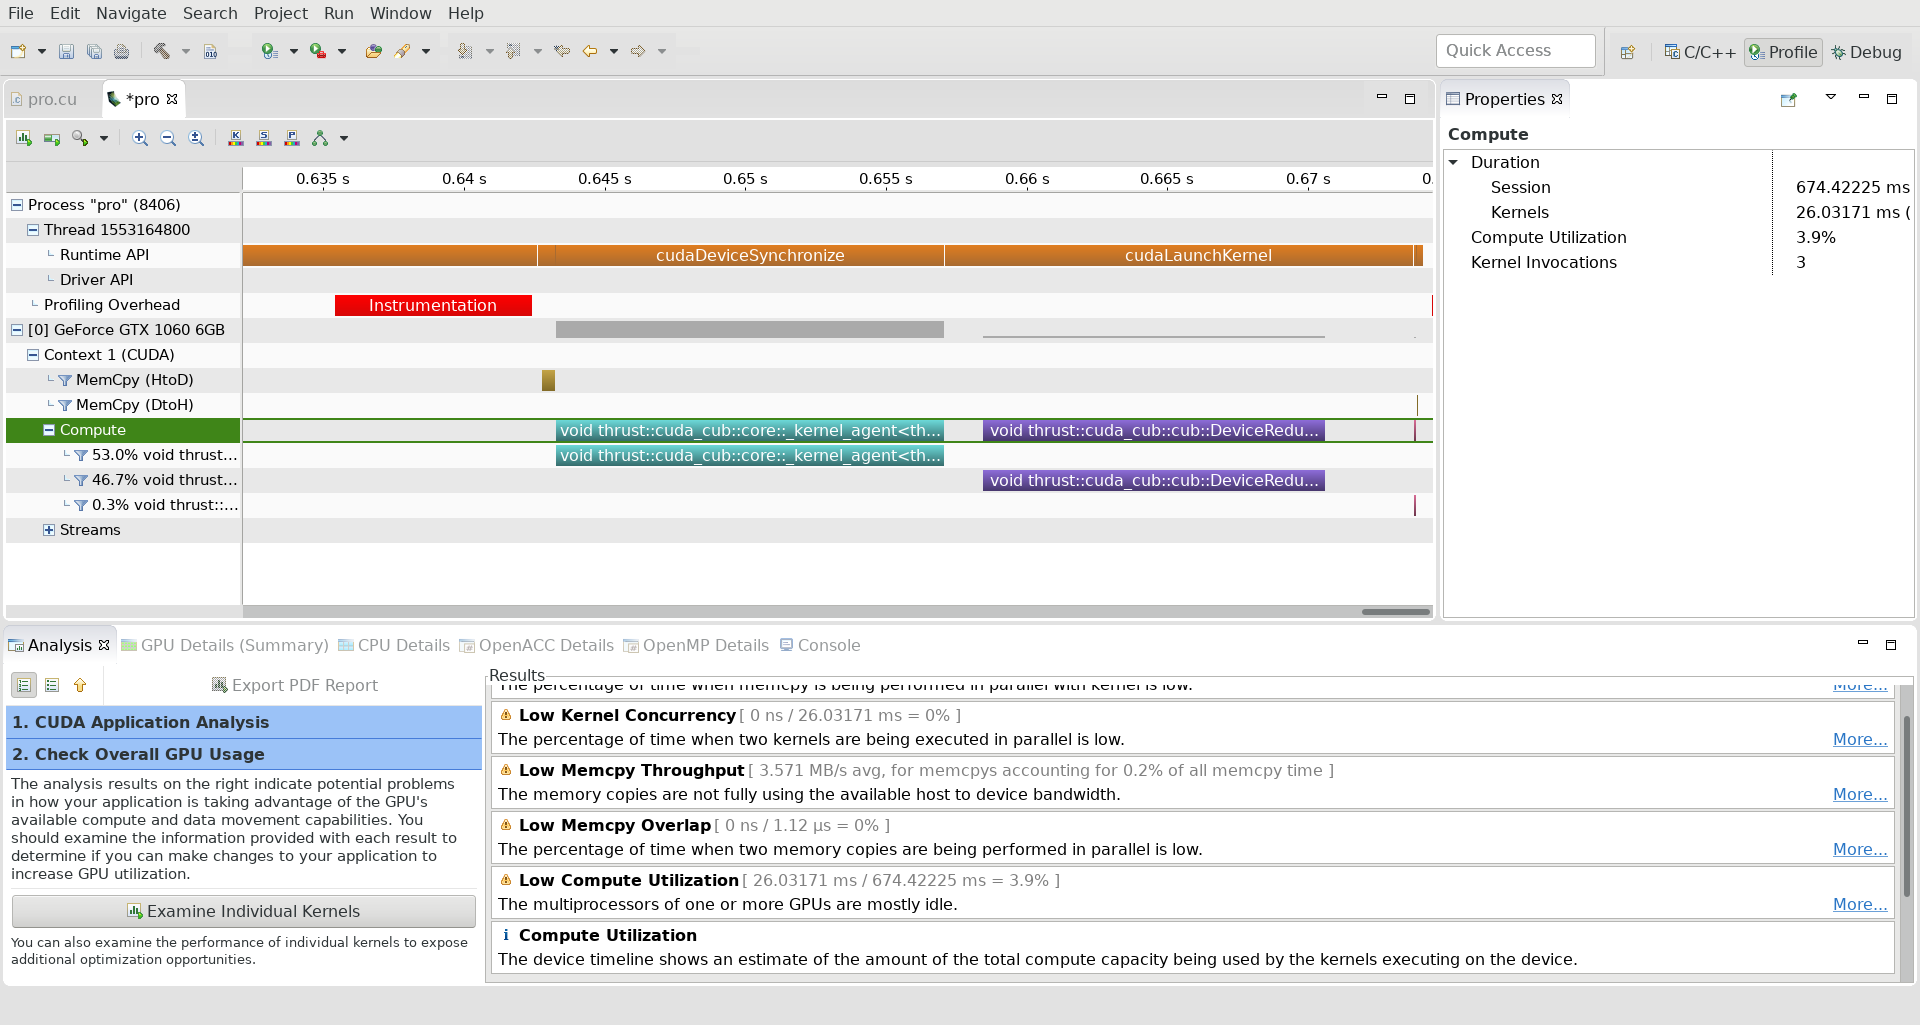 File Edit Navigate Search Project Run Window Help
Quick Access
C/C++ Profile Debug
pro.cu *pro
Properties
Compute
Duration
Session 674.42225 ms
Kernels 26.03171 ms (
Compute Utilization 3.9%
Kernel Invocations 3
0.635 s 0.64 s 0.645 s 0.65 s 0.655 s 0.66 s 0.665 s 0.67 s 0.
Process "pro" (8406)
Thread 1553164800
Runtime API cudaDeviceSynchronize cudaLaunchKernel
Driver API
Profiling Overhead Instrumentation
[0] GeForce GTX 1060 6GB
Context 1 (CUDA)
MemCpy (HtoD)
MemCpy (DtoH)
Compute void thrust::cuda_cub::core::_kernel_agent<th... void thrust::cuda_cub::cub::DeviceRedu...
53.0% void thrust... void thrust::cuda_cub::core::_kernel_agent<th...
46.7% void thrust... void thrust::cuda_cub::cub::DeviceRedu...
0.3% void thrust::...
Streams
Analysis GPU Details (Summary) CPU Details OpenACC Details OpenMP Details Console
Export PDF Report
1. CUDA Application Analysis
2. Check Overall GPU Usage
The analysis results on the right indicate potential problems
in how your application is taking advantage of the GPU's
available compute and data movement capabilities. You
should examine the information provided with each result to
determine if you can make changes to your application to
increase GPU utilization.
Examine Individual Kernels
You can also examine the performance of individual kernels to expose
additional optimization opportunities.
Results
The percentage of time when memcpy is being performed in parallel with kernel is low. More...
Low Kernel Concurrency [ 0 ns / 26.03171 ms = 0% ]
The percentage of time when two kernels are being executed in parallel is low. More...
Low Memcpy Throughput [ 3.571 MB/s avg, for memcpys accounting for 0.2% of all memcpy time ]
The memory copies are not fully using the available host to device bandwidth. More...
Low Memcpy Overlap [ 0 ns / 1.12 µs = 0% ]
The percentage of time when two memory copies are being performed in parallel is low. More...
Low Compute Utilization [ 26.03171 ms / 674.42225 ms = 3.9% ]
The multiprocessors of one or more GPUs are mostly idle. More...
Compute Utilization
The device timeline shows an estimate of the amount of the total compute capacity being used by the kernels executing on the device.